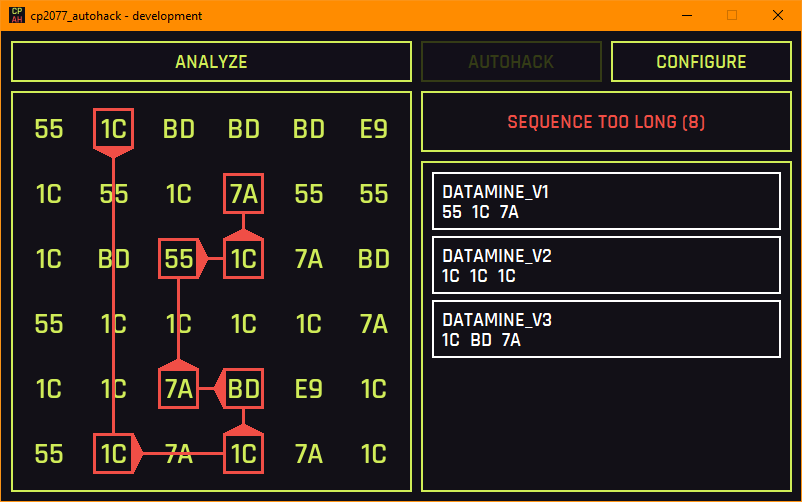 CP
AH
cp2077_autohack - development
ANALYZE
AUTOHACK
CONFIGURE
55 1C BD BD BD E9
1C 55 1C 7A 55 55
1C BD 55 1C 7A BD
55 1C 1C 1C 1C 7A
1C 1C 7A BD E9 1C
55 1C 7A 1C 7A 1C
SEQUENCE TOO LONG (8)
DATAMINE_V1
55 1C 7A
DATAMINE_V2
1C 1C 1C
DATAMINE_V3
1C BD 7A